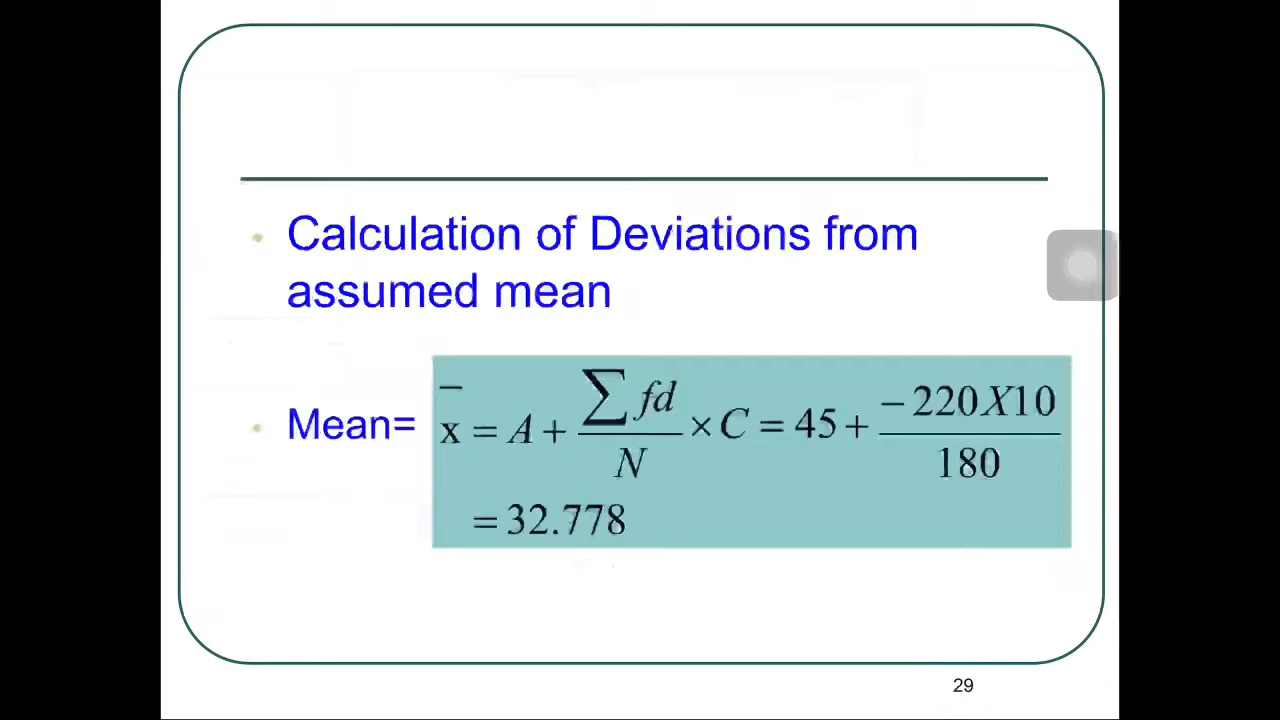 Calculation of Deviations from
assumed mean
Mean= x̄ = A + ∑fd / N × C = 45 + −220X10 / 180
= 32.778
29